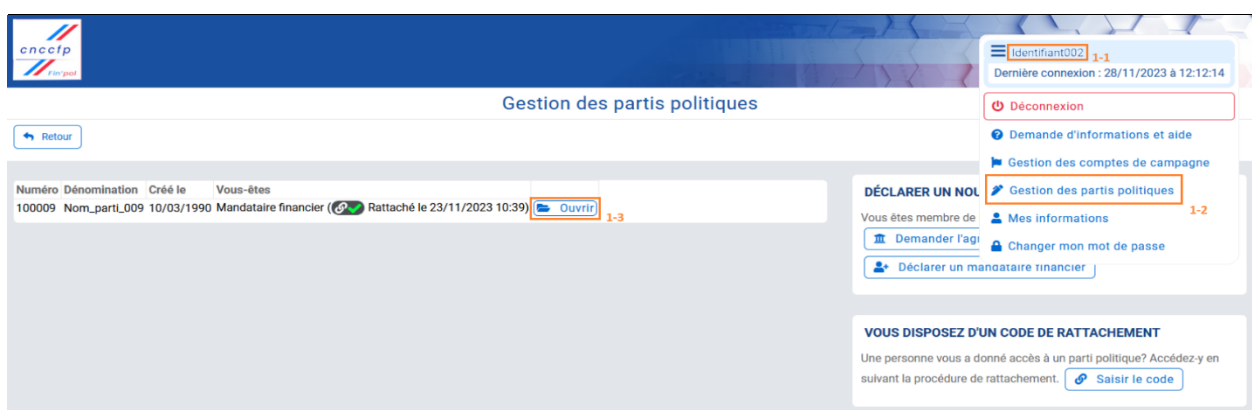 cnccfp
Fin'pol
Identifiant002 1-1
Dernière connexion : 28/11/2023 à 12:12:14
Gestion des partis politiques
Déconnexion
Retour
Demande d'informations et aide
Gestion des comptes de campagne
Gestion des partis politiques
1-2
Mes informations
Changer mon mot de passe
Numéro Dénomination Créé le Vous-êtes
100009 Nom_parti_009 10/03/1990 Mandataire financier ( Rattaché le 23/11/2023 10:39) Ouvrir 1-3
DÉCLARER UN NOU
Vous êtes membre de
Demander l'agr
Déclarer un mandataire financier
VOUS DISPOSEZ D'UN CODE DE RATTACHEMENT
Une personne vous a donné accès à un parti politique? Accédez-y en
suivant la procédure de rattachement. Saisir le code